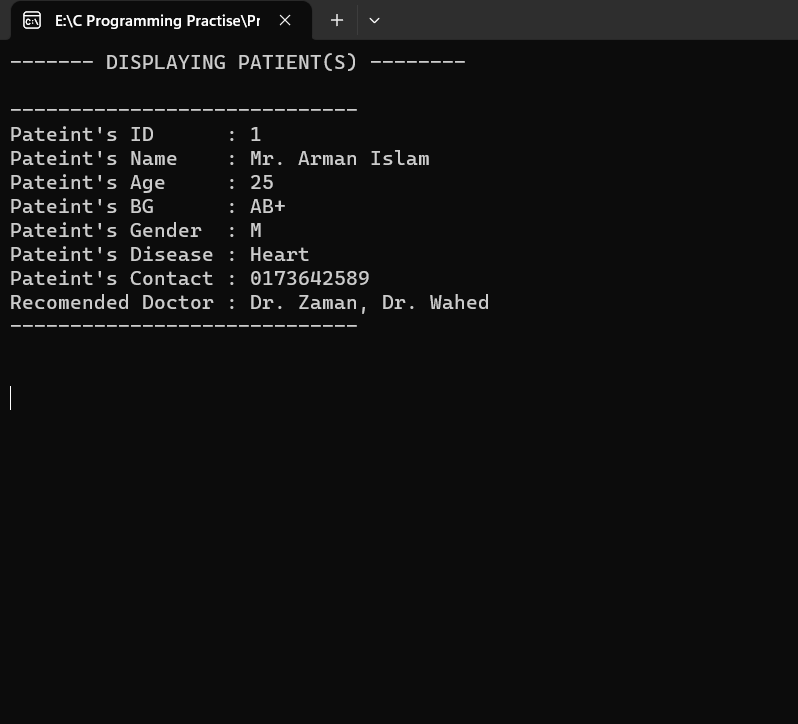 E:\C Programming Practise\Pr
------- DISPLAYING PATIENT(S) --------
-----------------------------
Pateint's ID      : 1
Pateint's Name    : Mr. Arman Islam
Pateint's Age     : 25
Pateint's BG      : AB+
Pateint's Gender  : M
Pateint's Disease : Heart
Pateint's Contact : 0173642589
Recomended Doctor : Dr. Zaman, Dr. Wahed
-----------------------------